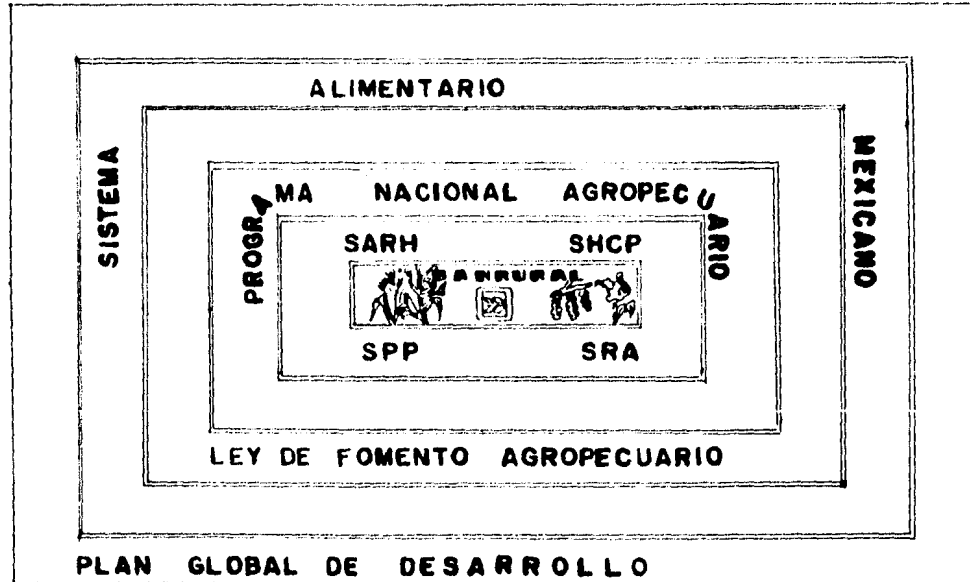 ALIMENTARIO
SISTEMA
MEXICANO
PROGRAMA NACIONAL AGROPECUARIO
SARH SHCP
BANRURAL
SPP SRA
LEY DE FOMENTO AGROPECUARIO
PLAN GLOBAL DE DESARROLLO